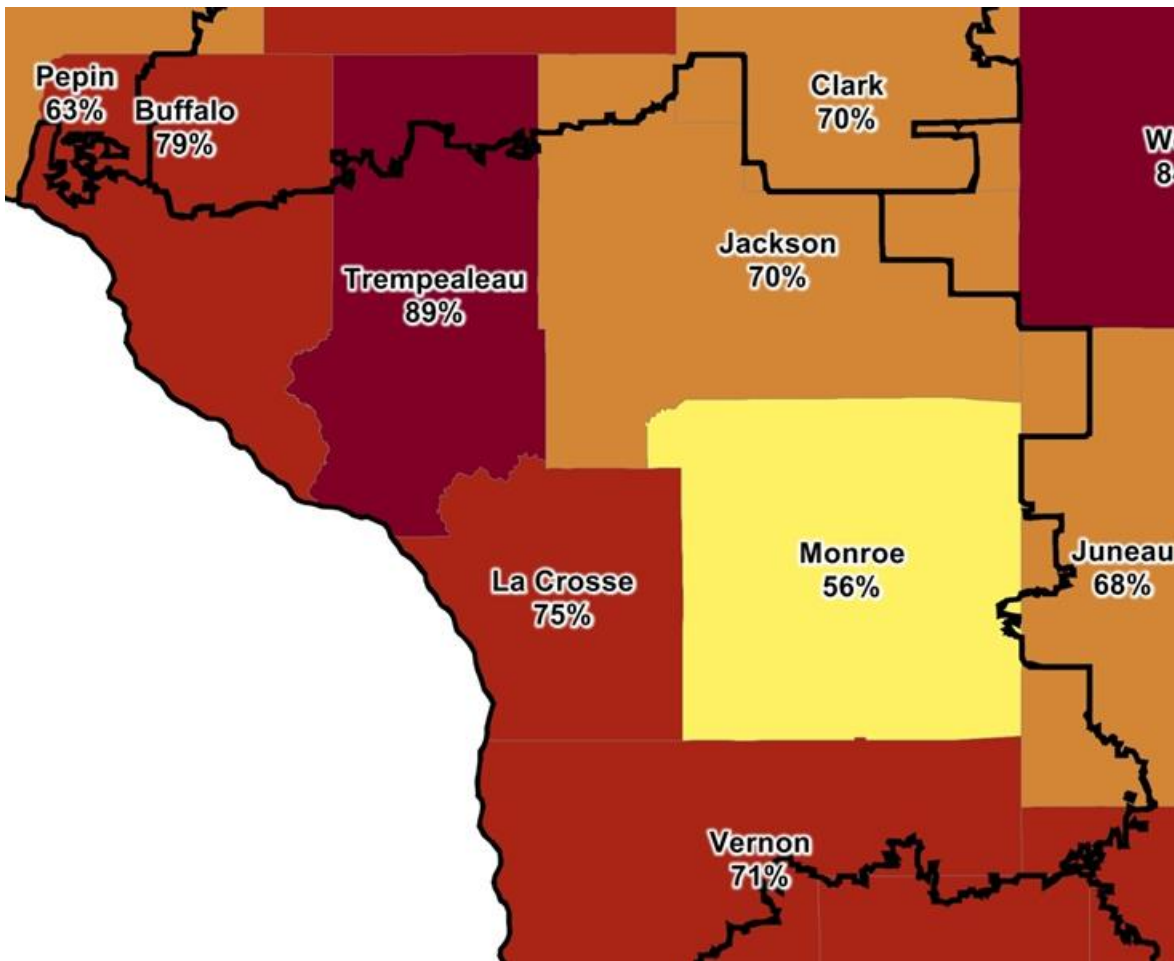 Pepin
63%
Buffalo
79%
Clark
70%
Jackson
70%
Trempealeau
89%
La Crosse
75%
Monroe
56%
Juneau
68%
Vernon
71%